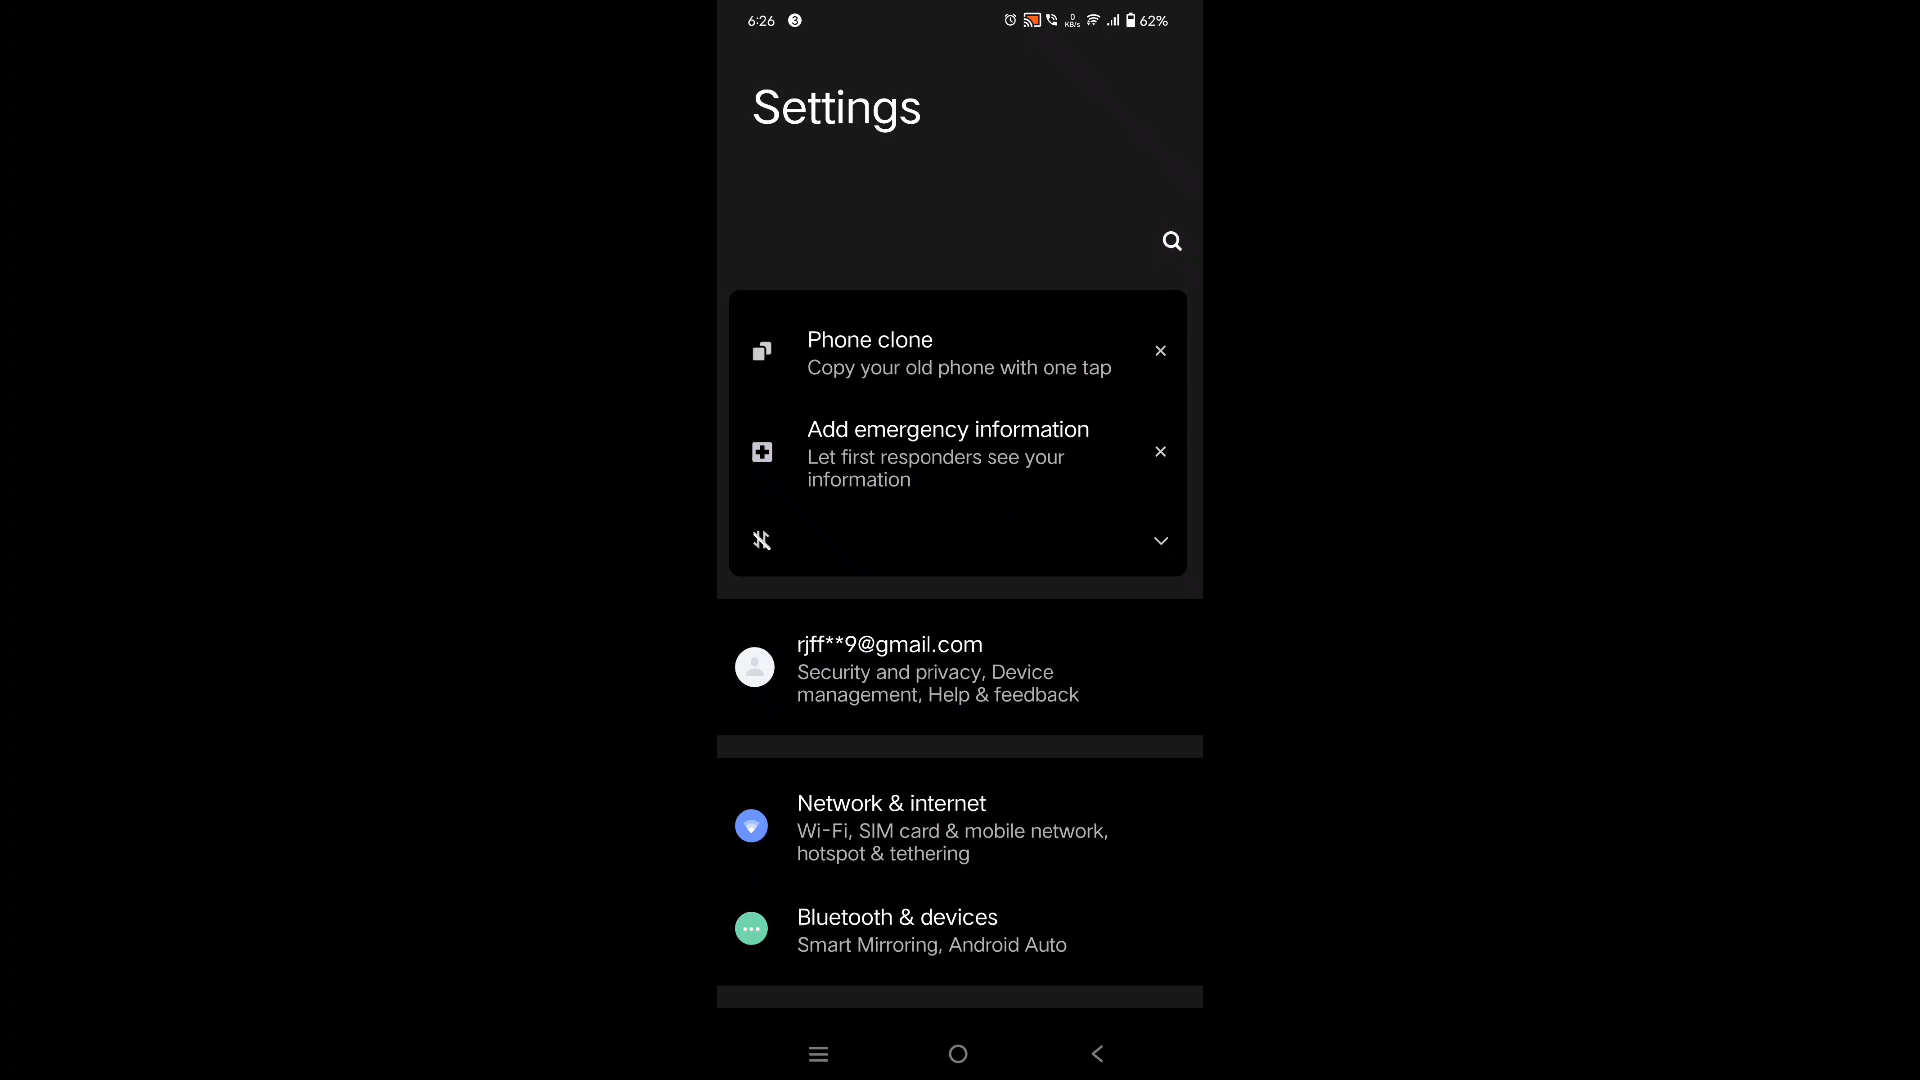 6:26 3 D KB/s 62%
Settings
Phone clone
Copy your old phone with one tap
Add emergency information
Let first responders see your
information
rjff**9@gmail.com
Security and privacy, Device
management, Help & feedback
Network & internet
Wi-Fi, SIM card & mobile network,
hotspot & tethering
Bluetooth & devices
Smart Mirroring, Android Auto